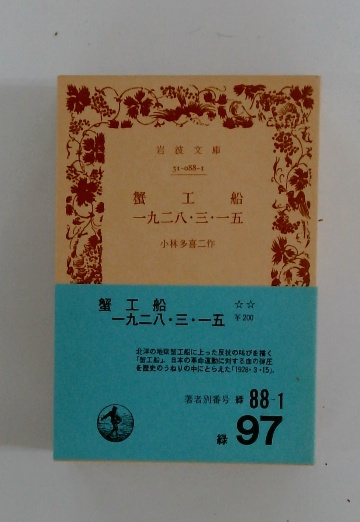 岩波文庫
31-088-1
蟹工船
一九二八・三・一五
小林多喜二作
蟹工船 ☆☆
一九二八・三・一五 ￥200
北洋の地獄蟹工船に上った反抗の叫びを描く
「蟹工船」、日本の革命運動に対する血の弾圧
を歴史のうねりの中にとらえた「1928・3・15」。
著者別番号 緑 88-1
緑 97